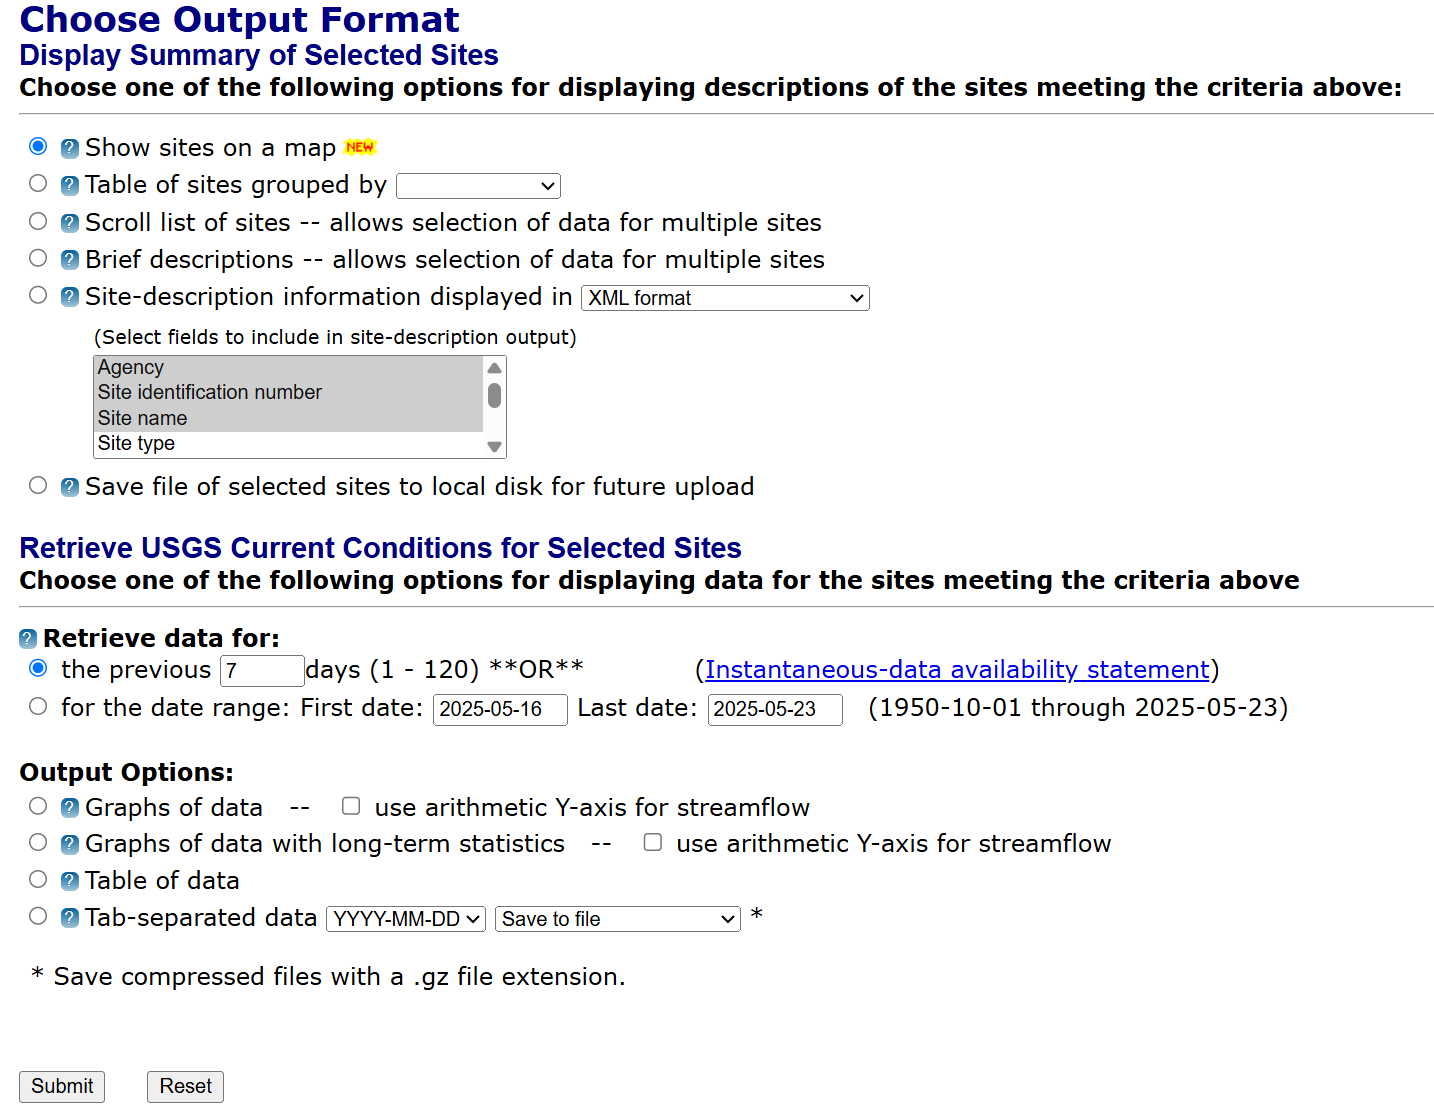 Choose Output Format
Display Summary of Selected Sites
Choose one of the following options for displaying descriptions of the sites meeting the criteria above:
? Show sites on a map NEW
? Table of sites grouped by
? Scroll list of sites -- allows selection of data for multiple sites
? Brief descriptions -- allows selection of data for multiple sites
? Site-description information displayed in XML format
(Select fields to include in site-description output)
Agency
Site identification number
Site name
Site type
? Save file of selected sites to local disk for future upload
Retrieve USGS Current Conditions for Selected Sites
Choose one of the following options for displaying data for the sites meeting the criteria above
? Retrieve data for:
the previous 7 days (1 - 120) **OR** (Instantaneous-data availability statement)
for the date range: First date: 2025-05-16 Last date: 2025-05-23 (1950-10-01 through 2025-05-23)
Output Options:
? Graphs of data -- use arithmetic Y-axis for streamflow
? Graphs of data with long-term statistics -- use arithmetic Y-axis for streamflow
? Table of data
? Tab-separated data YYYY-MM-DD Save to file *
* Save compressed files with a .gz file extension.
Submit Reset